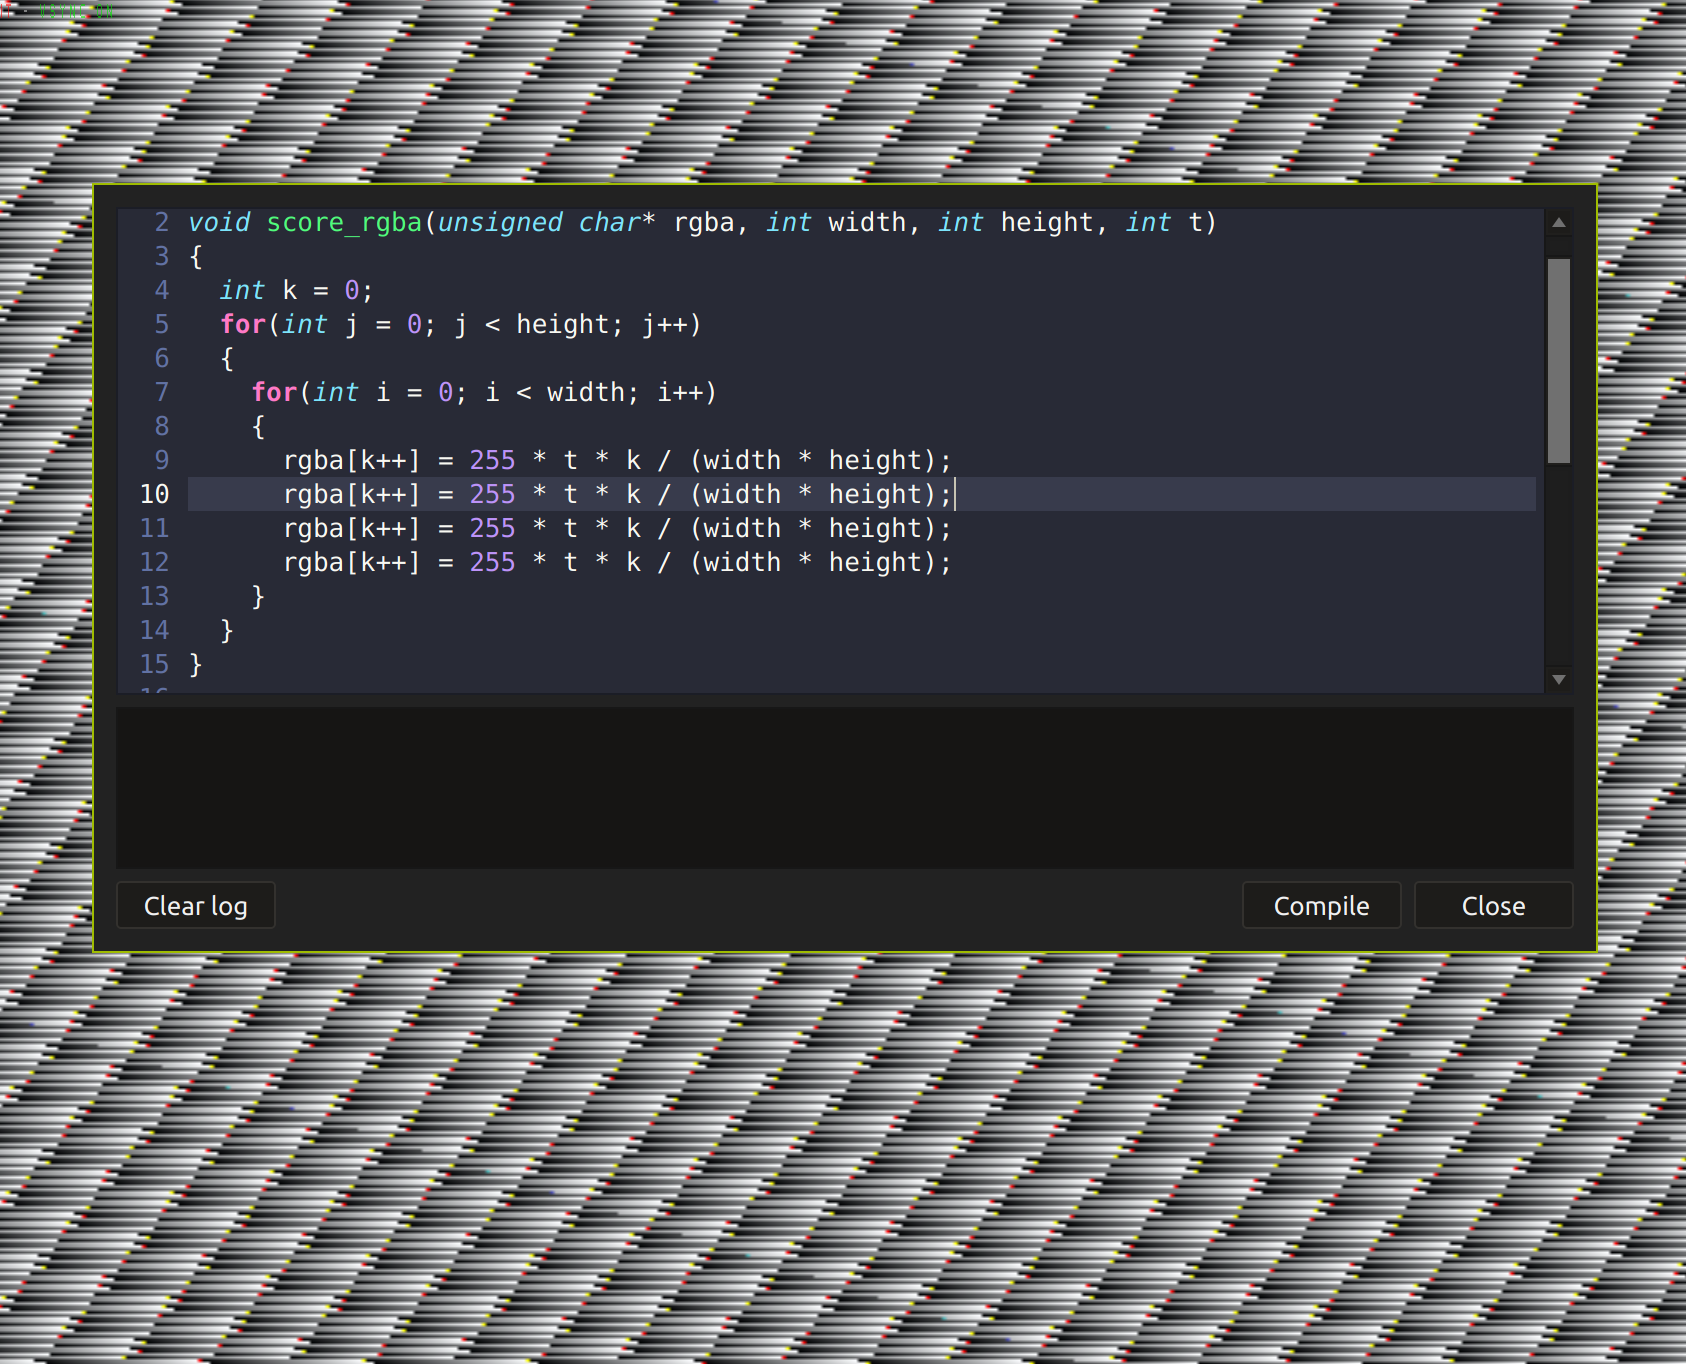 2 void score_rgba(unsigned char* rgba, int width, int height, int t)
3 {
4   int k = 0;
5   for(int j = 0; j < height; j++)
6   {
7     for(int i = 0; i < width; i++)
8     {
9       rgba[k++] = 255 * t * k / (width * height);
10       rgba[k++] = 255 * t * k / (width * height);
11       rgba[k++] = 255 * t * k / (width * height);
12       rgba[k++] = 255 * t * k / (width * height);
13     }
14   }
15 }
Clear log
Compile
Close